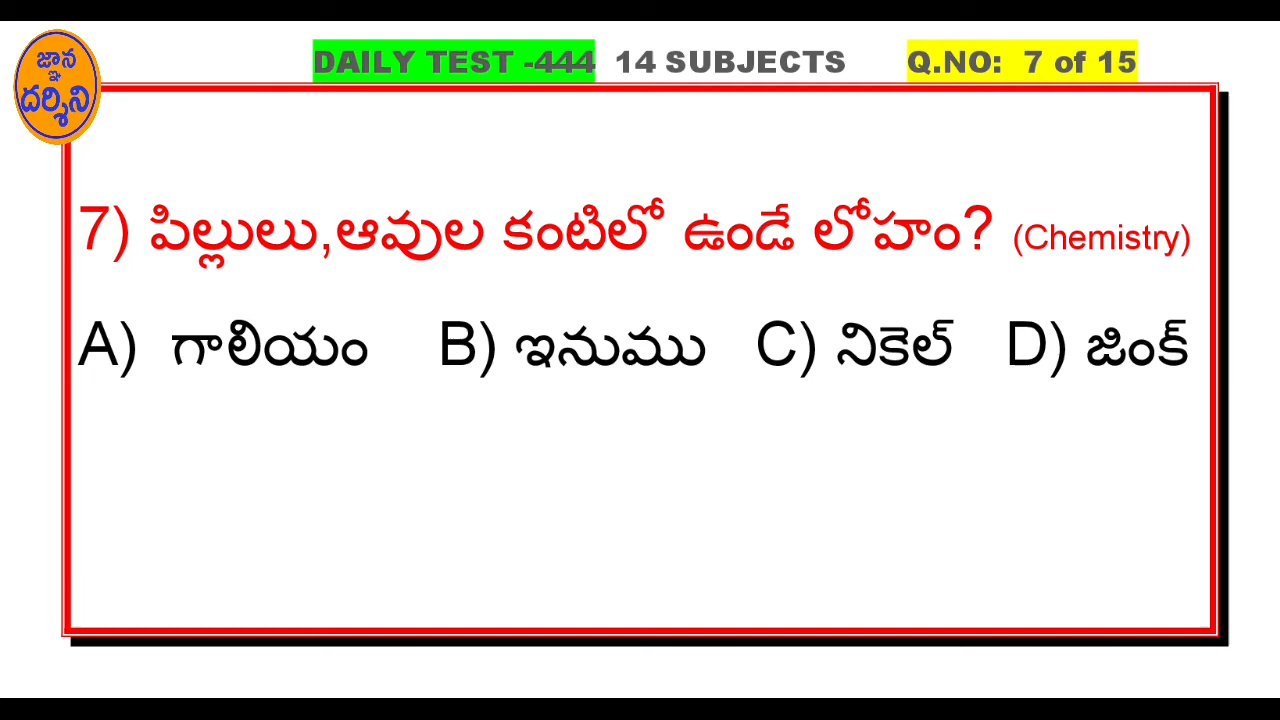 జ్ఞాన
దర్శిని
DAILY TEST -444 14 SUBJECTS Q.NO: 7 of 15
7) పిల్లులు,ఆవుల కంటిలో ఉండే లోహం? (Chemistry)
A) గాలియం B) ఇనుము C) నికెల్ D) జింక్